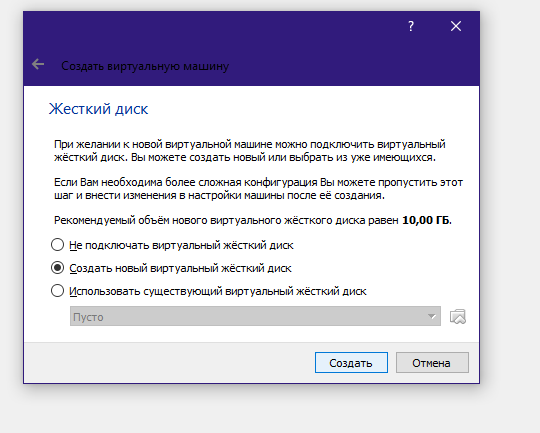 ?
Создать виртуальную машину
Жесткий диск
При желании к новой виртуальной машине можно подключить виртуальный
жёсткий диск. Вы можете создать новый или выбрать из уже имеющихся.
Если Вам необходима более сложная конфигурация Вы можете пропустить этот
шаг и внести изменения в настройки машины после её создания.
Рекомендуемый объём нового виртуального жёсткого диска равен 10,00 ГБ.
Не подключать виртуальный жёсткий диск
Создать новый виртуальный жёсткий диск
Использовать существующий виртуальный жёсткий диск
Пусто
Создать
Отмена